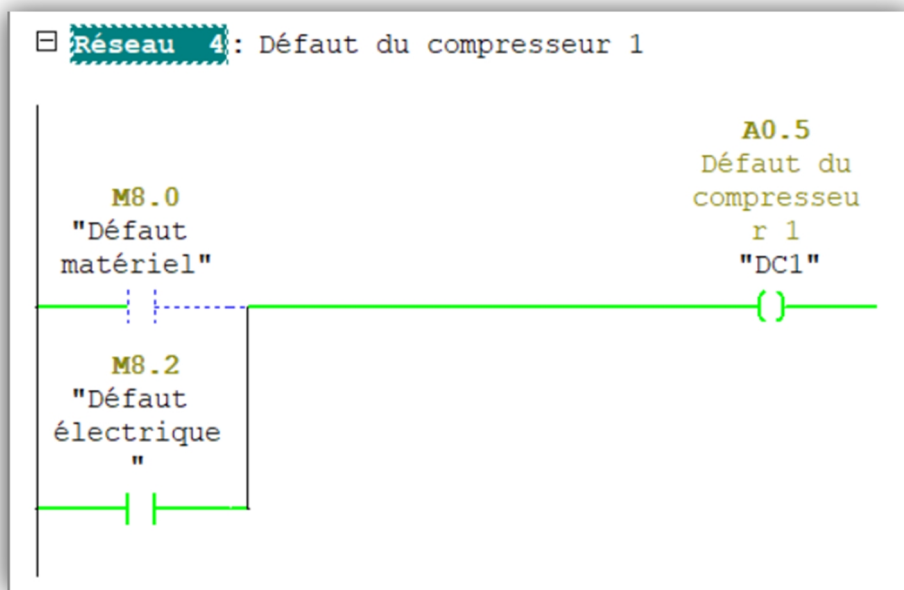 Réseau 4: Défaut du compresseur 1
A0.5
Défaut du
compresseu
r 1
"DC1"
M8.0
"Défaut
matériel"
M8.2
"Défaut
électrique
"